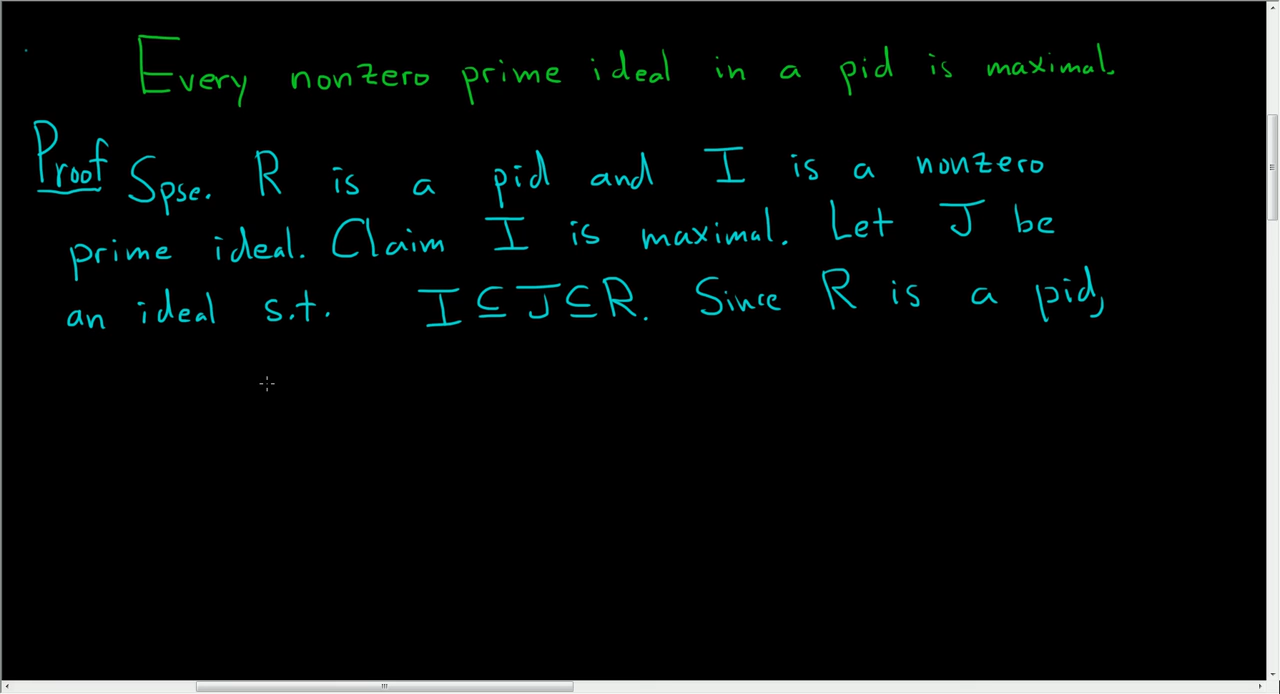 Every nonzero prime ideal in a pid is maximal.
Proof Spse. R is a pid and I is a nonzero
prime ideal. Claim I is maximal. Let J be
an ideal s.t. I ⊆ J ⊆ R. Since R is a pid,